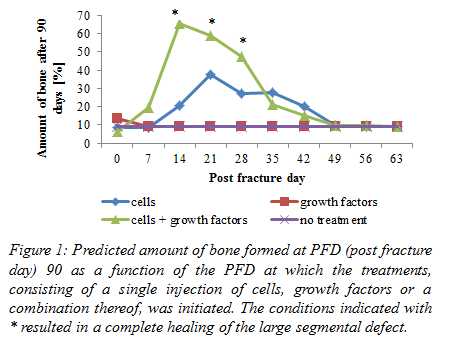 70
60
50
40
30
20
10
0
Amount of bone after 90
days [%]
*
*
*
0 7 14 21 28 35 42 49 56 63
Post fracture day
cells
growth factors
cells + growth factors
no treatment
Figure 1: Predicted amount of bone formed at PFD (post fracture
day) 90 as a function of the PFD at which the treatments,
consisting of a single injection of cells, growth factors or a
combination thereof, was initiated. The conditions indicated with
* resulted in a complete healing of the large segmental defect.